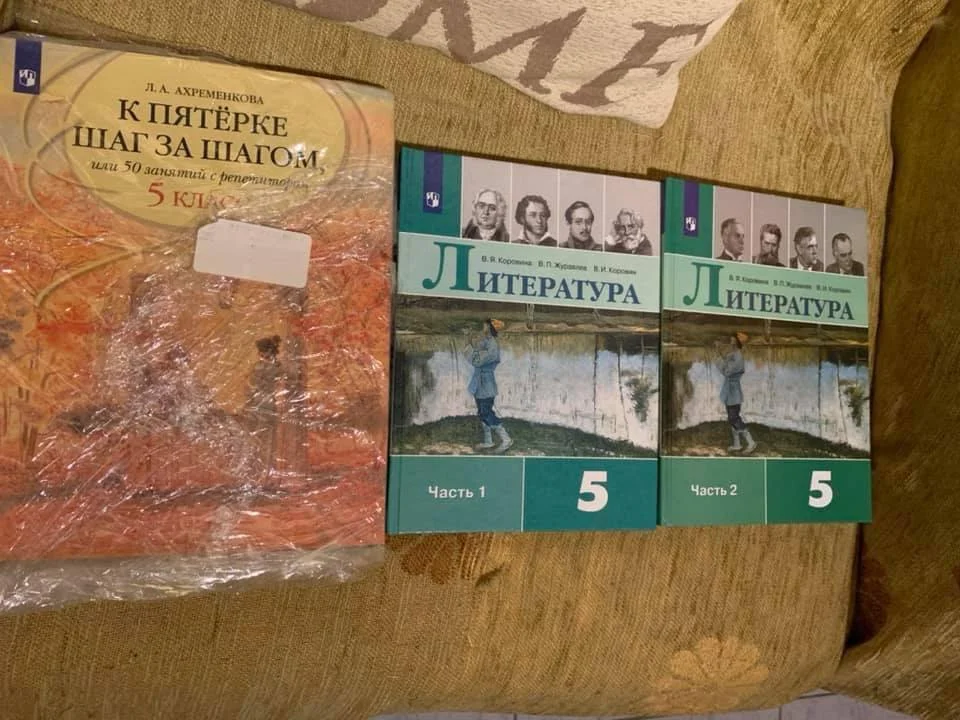 Л. А. АХРЕМЕНКОВА
К ПЯТЁРКЕ
ШАГ ЗА ШАГОМ,
или 50 занятий с репетитором
5 КЛАСС
В. Я. Коровина В. П. Журавлев В. И. Коровин
ЛИТЕРАТУРА
Часть 1
5
В. Я. Коровина В. П. Журавлев В. И. Коровин
ЛИТЕРАТУРА
Часть 2
5